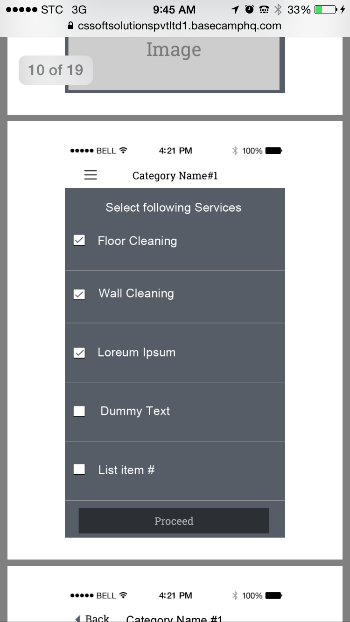 STC 3G 9:45 AM 33%
cssoftsolutionspvtltd1.basecamphq.com
Image
10 of 19
BELL 4:21 PM 100%
Category Name#1
Select following Services
Floor Cleaning
Wall Cleaning
Loreum Ipsum
Dummy Text
List item #
Proceed
BELL 4:21 PM 100%
Back Category Name #1